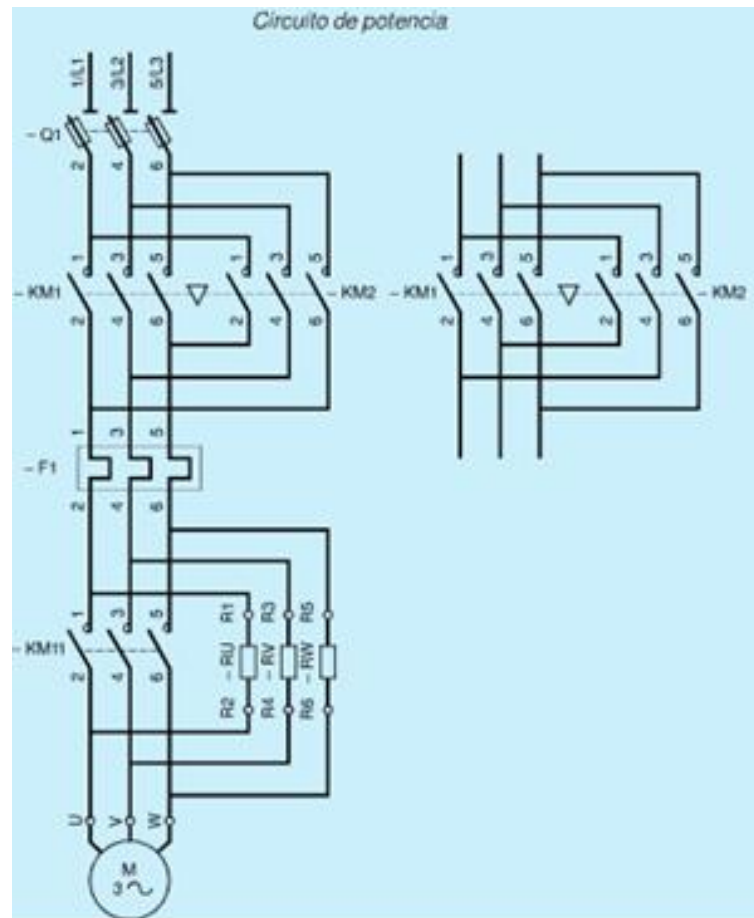 Circuito de potencia
1/L1 3/L2 5/L3
– Q1
2 4 6
1 3 5 1 3 5
– KM1 – KM2
2 4 6 2 4 6
1 3 5 1 3 5
– KM1 – KM2
2 4 6 2 4 6
1 3 5
– F1
2 4 6
R1 R3 R5
1 3 5
– KM11 – RU – RV – RW
2 4 6
R2 R4 R6
U V W
M
3